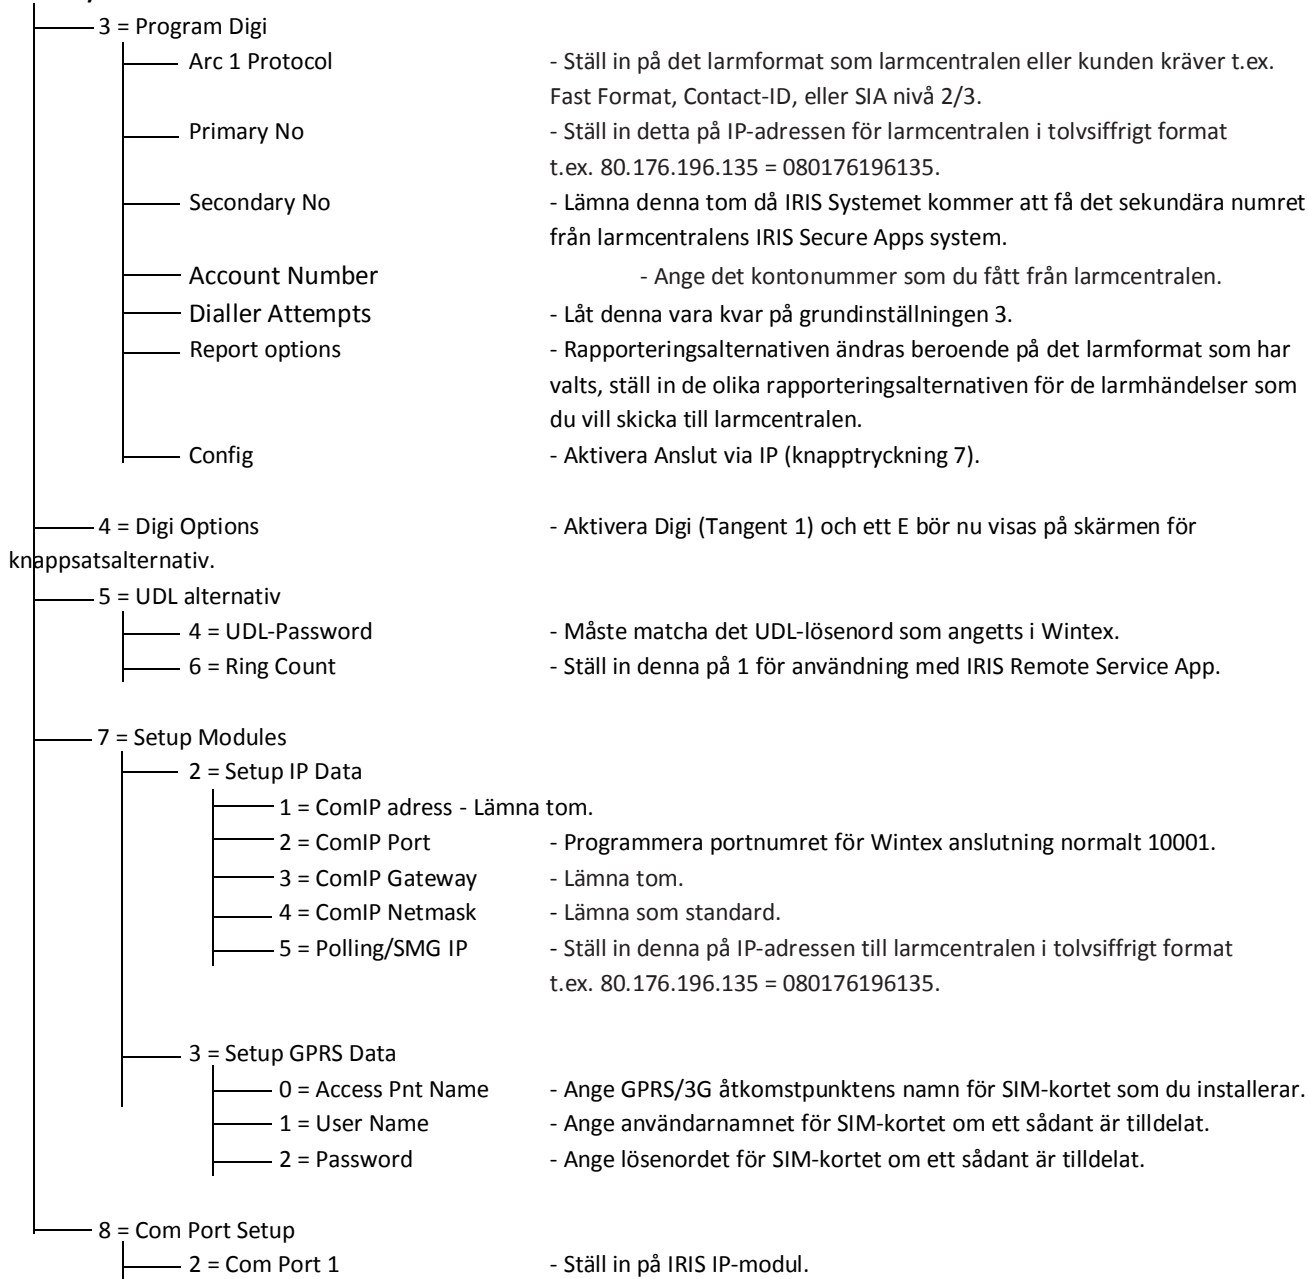 3 = Program Digi
Arc 1 Protocol - Ställ in på det larmformat som larmcentralen eller kunden kräver t.ex.
Fast Format, Contact-ID, eller SIA nivå 2/3.
Primary No - Ställ in detta på IP-adressen för larmcentralen i tolvsiffrigt format
t.ex. 80.176.196.135 = 080176196135.
Secondary No - Lämna denna tom då IRIS Systemet kommer att få det sekundära numret
från larmcentralens IRIS Secure Apps system.
Account Number - Ange det kontonummer som du fått från larmcentralen.
Dialler Attempts - Låt denna vara kvar på grundinställningen 3.
Report options - Rapporteringsalternativen ändras beroende på det larmformat som har
valts, ställ in de olika rapporteringsalternativen för de larmhändelser som
du vill skicka till larmcentralen.
Config - Aktivera Anslut via IP (knapptryckning 7).
4 = Digi Options - Aktivera Digi (Tangent 1) och ett E bör nu visas på skärmen för
knappsatsalternativ.
5 = UDL alternativ
4 = UDL-Password - Måste matcha det UDL-lösenord som angetts i Wintex.
6 = Ring Count - Ställ in denna på 1 för användning med IRIS Remote Service App.
7 = Setup Modules
2 = Setup IP Data
1 = ComIP adress - Lämna tom.
2 = ComIP Port - Programmera portnumret för Wintex anslutning normalt 10001.
3 = ComIP Gateway - Lämna tom.
4 = ComIP Netmask - Lämna som standard.
5 = Polling/SMG IP - Ställ in denna på IP-adressen till larmcentralen i tolvsiffrigt format
t.ex. 80.176.196.135 = 080176196135.
3 = Setup GPRS Data
0 = Access Pnt Name - Ange GPRS/3G åtkomstpunktens namn för SIM-kortet som du installerar.
1 = User Name - Ange användarnamnet för SIM-kortet om ett sådant är tilldelat.
2 = Password - Ange lösenordet för SIM-kortet om ett sådant är tilldelat.
8 = Com Port Setup
2 = Com Port 1 - Ställ in på IRIS IP-modul.